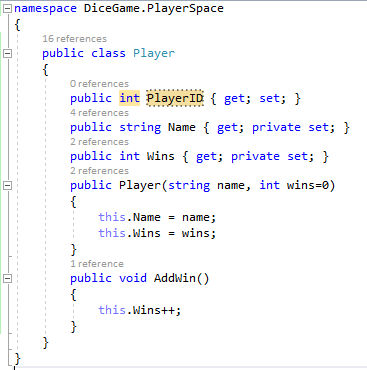 namespace DiceGame.PlayerSpace
{
16 references
public class Player
{
0 references
public int PlayerID { get; set; }
4 references
public string Name { get; private set; }
2 references
public int Wins { get; private set; }
2 references
public Player(string name, int wins=0)
{
this.Name = name;
this.Wins = wins;
}
1 reference
public void AddWin()
{
this.Wins++;
}
}
}